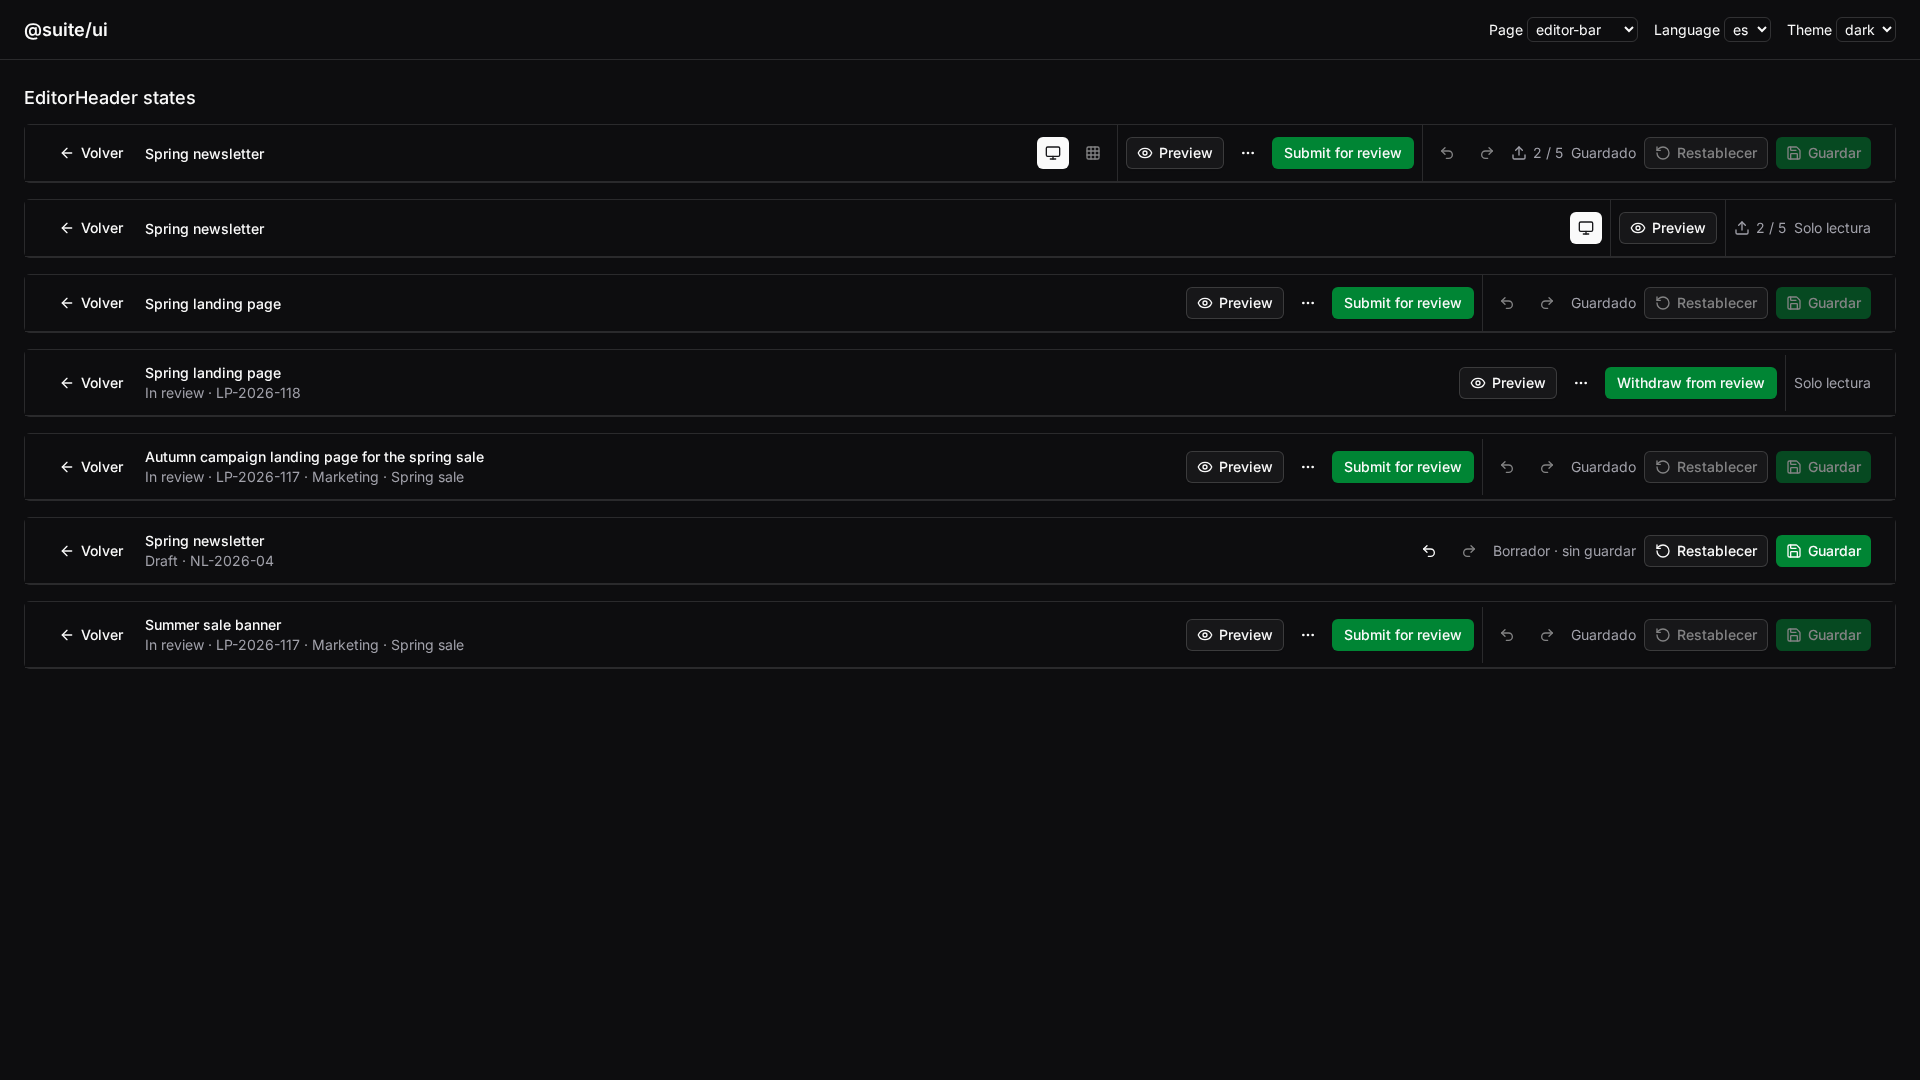 @suite/ui
Page editor-bar Language es Theme dark
EditorHeader states
Volver Spring newsletter Preview Submit for review 2 / 5 Guardado Restablecer Guardar
Volver Spring newsletter Preview 2 / 5 Solo lectura
Volver Spring landing page Preview Submit for review Guardado Restablecer Guardar
Volver Spring landing page Preview Withdraw from review Solo lectura
In review · LP-2026-118
Volver Autumn campaign landing page for the spring sale Preview Submit for review Guardado Restablecer Guardar
In review · LP-2026-117 · Marketing · Spring sale
Volver Spring newsletter Borrador · sin guardar Restablecer Guardar
Draft · NL-2026-04
Volver Summer sale banner Preview Submit for review Guardado Restablecer Guardar
In review · LP-2026-117 · Marketing · Spring sale